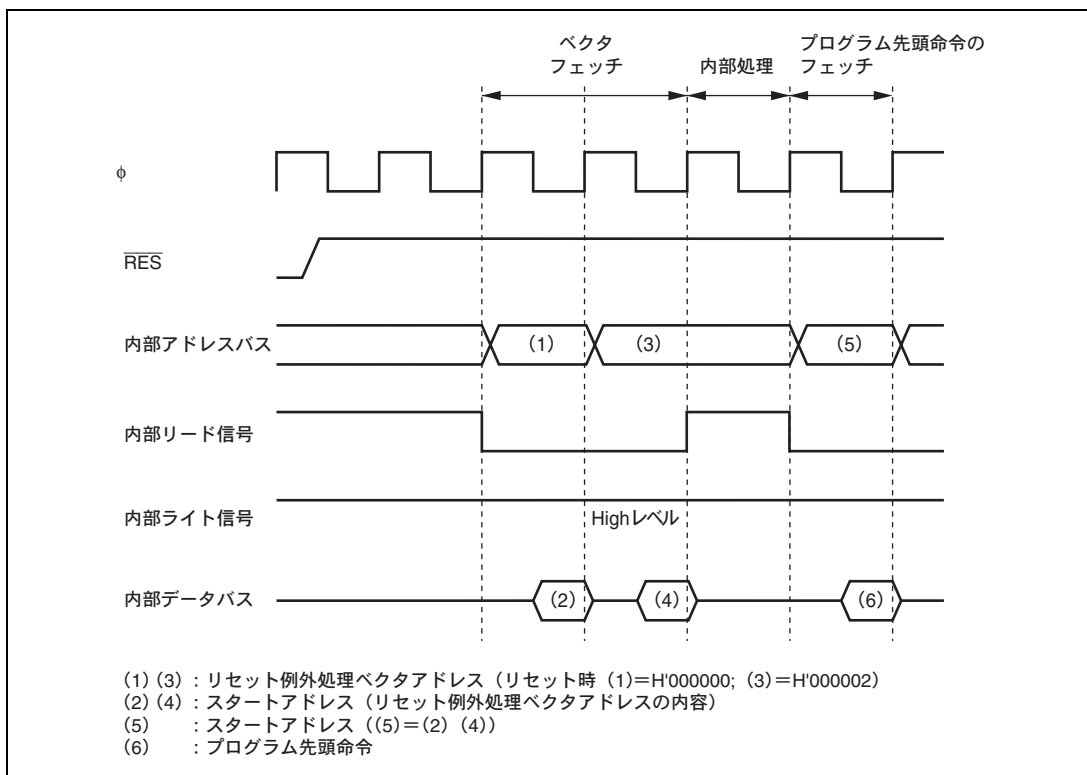 ベクタ
フェッチ
内部処理
プログラム先頭命令の
フェッチ
φ
RES
内部アドレスバス
(1)
(3)
(5)
内部リード信号
内部ライト信号
Highレベル
内部データバス
(2)
(4)
(6)
(1)(3) : リセット例外処理ベクタアドレス（リセット時 (1)=H'000000; (3)=H'000002）
(2)(4) : スタートアドレス（リセット例外処理ベクタアドレスの内容）
(5) : スタートアドレス（(5)=(2) (4)）
(6) : プログラム先頭命令